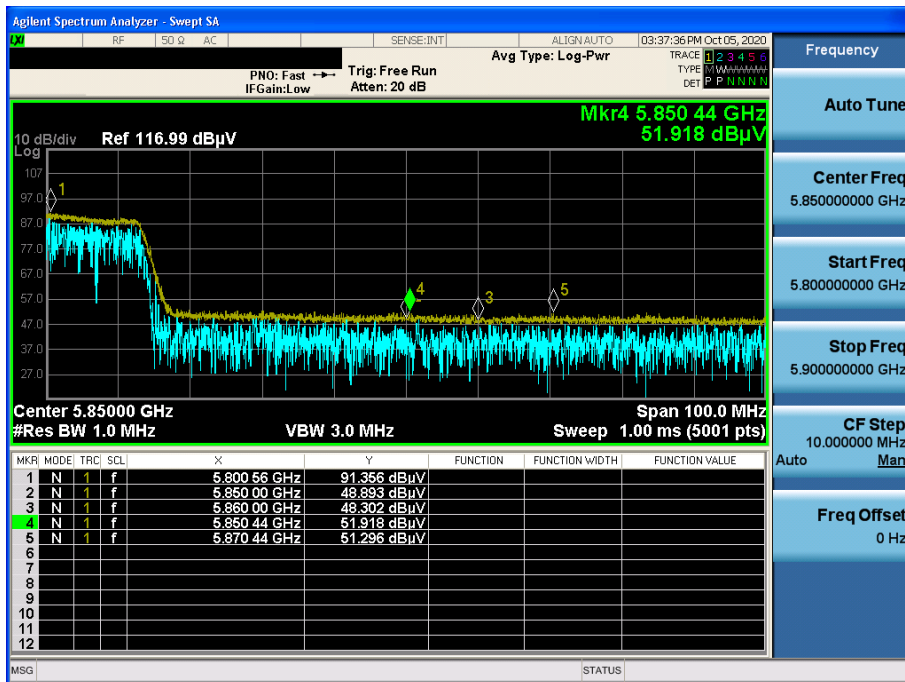 Agilent Spectrum Analyzer - Swept SA
LXI RF 50 Ω AC SENSE:INT ALIGN AUTO 03:37:36 PM Oct 05, 2020
PNO: Fast Trig: Free Run Avg Type: Log-Pwr TRACE 1 2 3 4 5 6
IFGain:Low Atten: 20 dB TYPE M W
DET P P N N N N
Mkr4 5.850 44 GHz
51.918 dBµV
10 dB/div Ref 116.99 dBµV
Log
107
97.0
87.0
77.0
67.0
57.0
47.0
37.0
27.0
1
4
3
5
Center 5.85000 GHz Span 100.0 MHz
#Res BW 1.0 MHz VBW 3.0 MHz Sweep 1.00 ms (5001 pts)
MKR MODE TRC SCL X Y FUNCTION FUNCTION WIDTH FUNCTION VALUE
1 N 1 f 5.800 56 GHz 91.356 dBµV
2 N 1 f 5.850 00 GHz 48.893 dBµV
3 N 1 f 5.860 00 GHz 48.302 dBµV
4 N 1 f 5.850 44 GHz 51.918 dBµV
5 N 1 f 5.870 44 GHz 51.296 dBµV
6
7
8
9
10
11
12
MSG STATUS
Frequency
Auto Tune
Center Freq
5.850000000 GHz
Start Freq
5.800000000 GHz
Stop Freq
5.900000000 GHz
CF Step
10.000000 MHz
Auto Man
Freq Offset
0 Hz